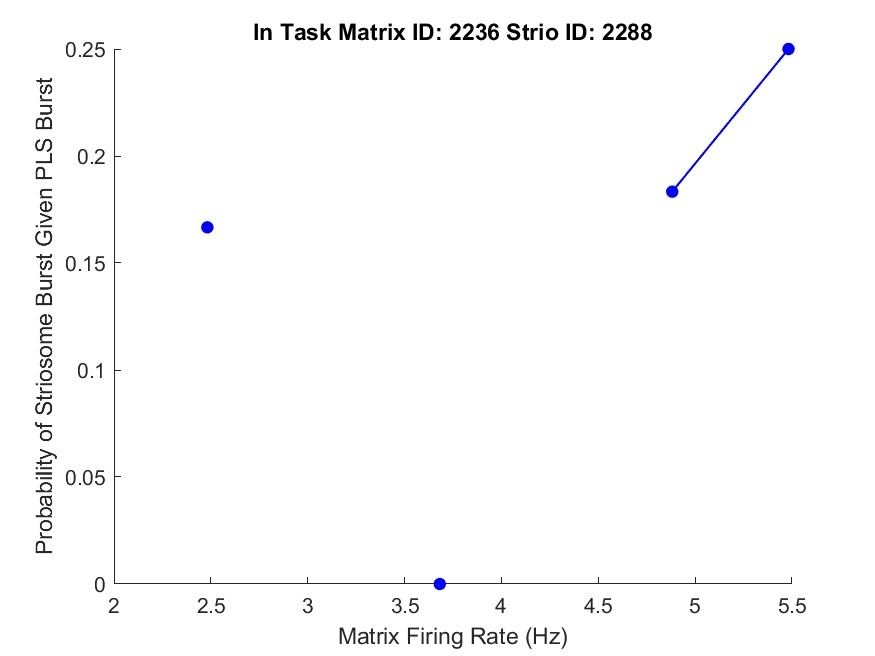 In Task Matrix ID: 2236 Strio ID: 2288
Probability of Striosome Burst Given PLS Burst
0.25
0.2
0.15
0.1
0.05
0
2 2.5 3 3.5 4 4.5 5 5.5
Matrix Firing Rate (Hz)